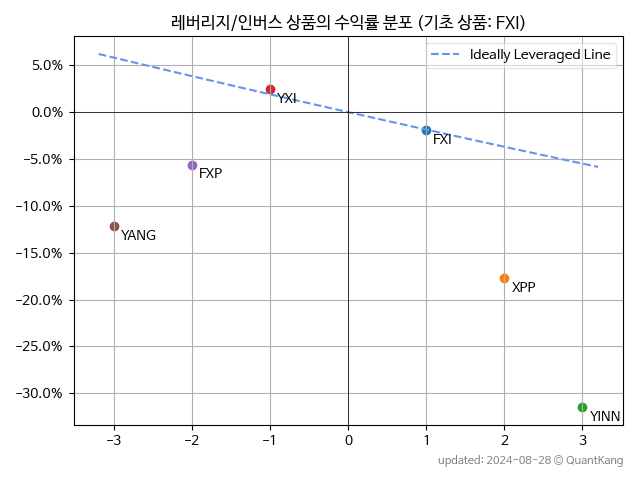 레버리지/인버스 상품의 수익률 분포 (기초 상품: FXI)
Ideally Leveraged Line
5.0%
0.0%
-5.0%
-10.0%
-15.0%
-20.0%
-25.0%
-30.0%
YXI
FXI
FXP
YANG
XPP
YINN
-3 -2 -1 0 1 2 3
updated: 2024-08-28 © QuantKang